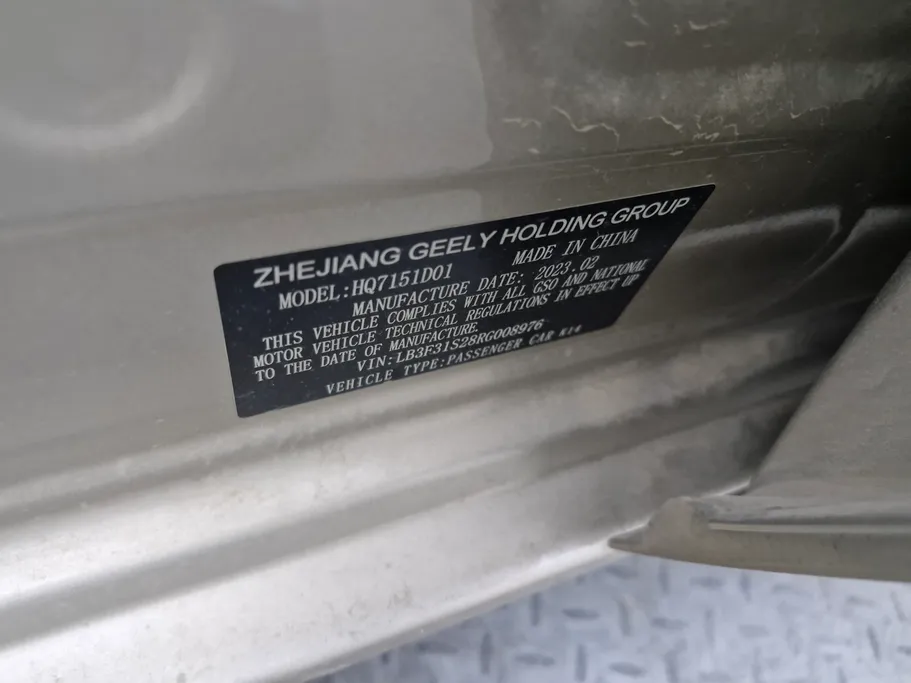 ZHEJIANG GEELY HOLDING GROUP
MODEL:HQ7151D01 MADE IN CHINA
MANUFACTURE DATE: 2023.02
THIS VEHICLE COMPLIES WITH ALL GSO AND NATIONAL
MOTOR VEHICLE TECHNICAL REGULATIONS IN EFFECT UP
TO THE DATE OF MANUFACTURE
VIN:LB3F31S28RG008976
VEHICLE TYPE:PASSENGER CAR K14